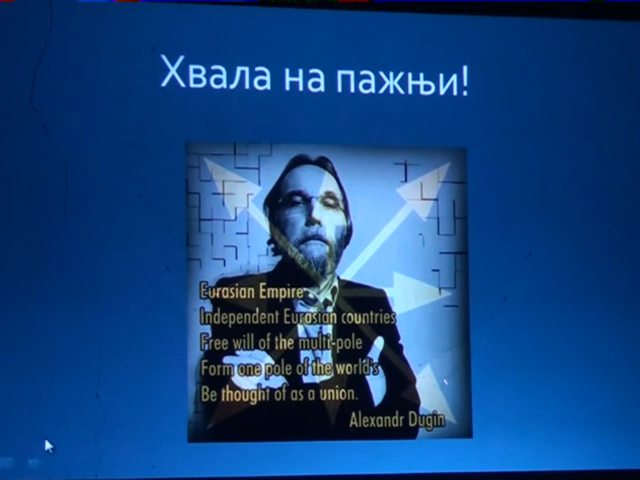 Хвала на пажњи!
Eurasian Empire
Independent Eurasian countries
Free will of the multi-pole
Form one pole of the world's
Be thought of as a union.
Alexandr Dugin